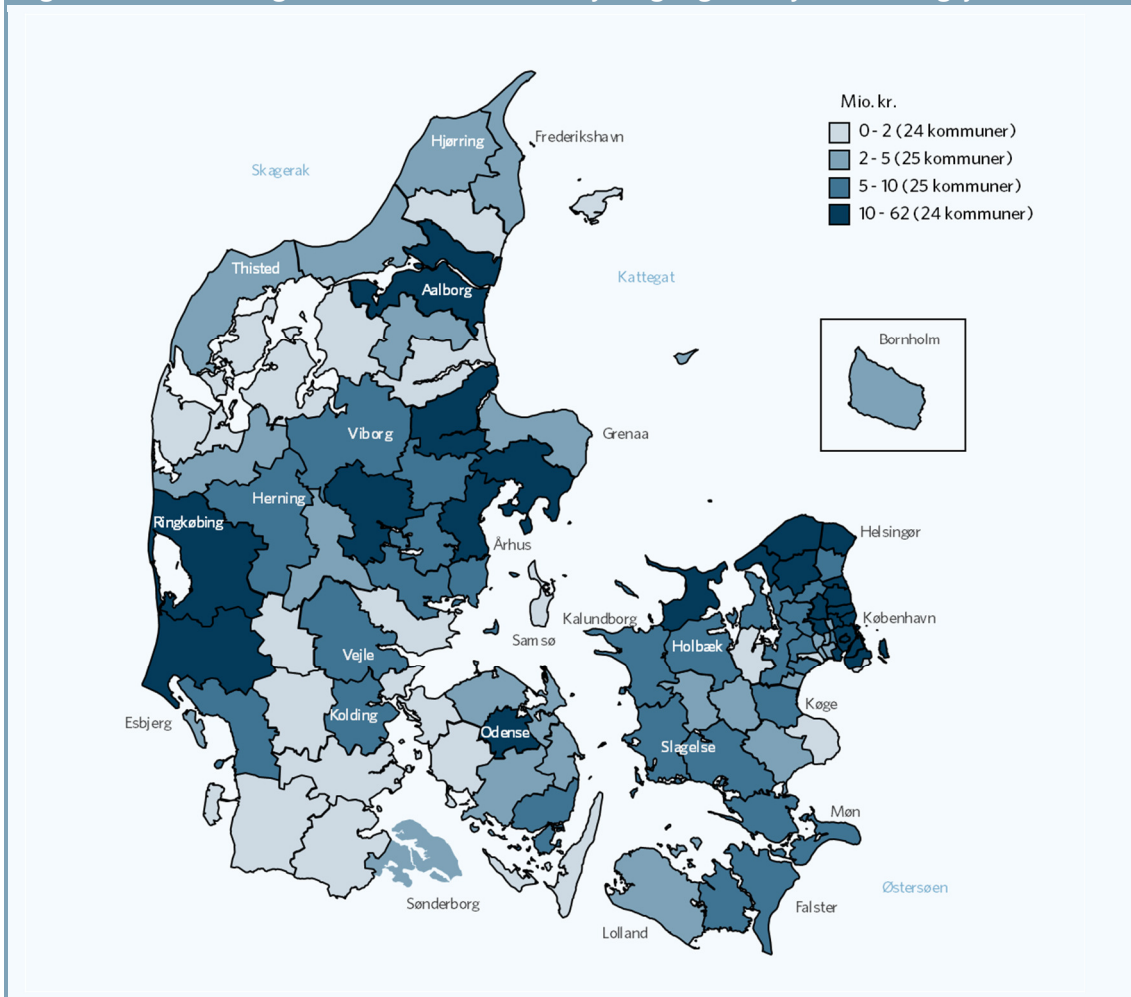 Mio. kr.
0 - 2 (24 kommuner)
2 - 5 (25 kommuner)
5 - 10 (25 kommuner)
10 - 62 (24 kommuner)
Hjørring
Frederikshavn
Skagerak
Thisted
Kattegat
Aalborg
Bornholm
Viborg
Grenaa
Herning
Ringkøbing
Helsingør
Århus
Kalundborg
København
Samsø
Holbæk
Vejle
Køge
Kolding
Esbjerg
Odense
Slagelse
Møn
Østersøen
Sønderborg
Falster
Lolland